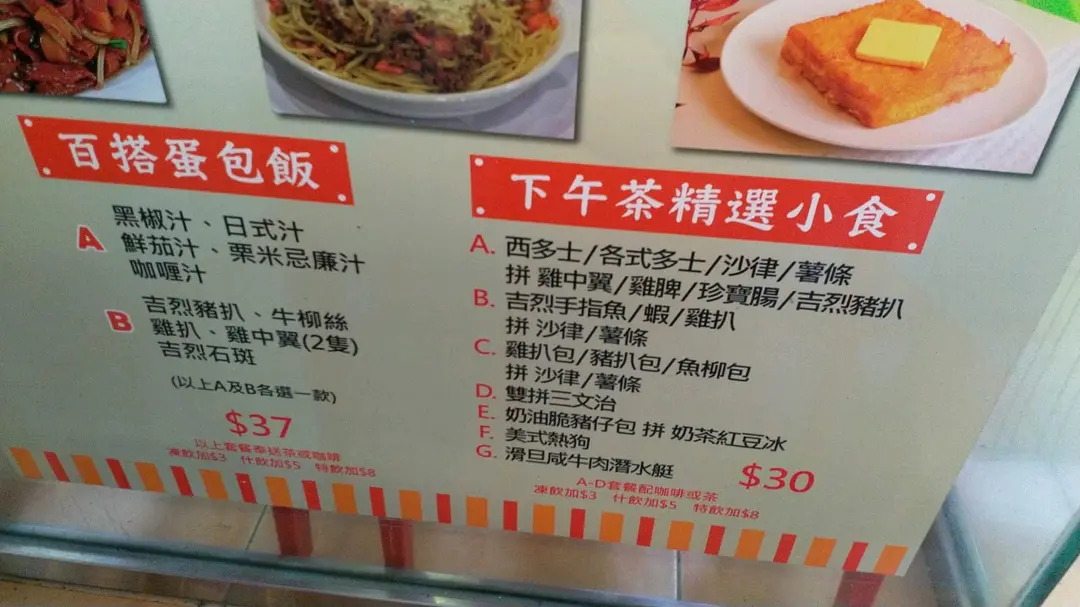 百搭蛋包飯
A 黑椒汁、日式汁
鮮茄汁、栗米忌廉汁
咖喱汁
B 吉烈豬扒、牛柳絲
雞扒、雞中翼(2隻)
吉烈石斑
(以上A及B各選一款)
$37
以上套餐奉送茶或咖啡
凍飲加$3 什飲加$5 特飲加$8
下午茶精選小食
A. 西多士/各式多士/沙律/薯條
拼 雞中翼/雞脾/珍寶腸/吉烈豬扒
B. 吉烈手指魚/蝦/雞扒
拼 沙律/薯條
C. 雞扒包/豬扒包/魚柳包
拼 沙律/薯條
D. 雙拼三文治
E. 奶油脆豬仔包 拼 奶茶紅豆冰
F. 美式熱狗
G. 滑旦咸牛肉潛水艇
$30
A-D套餐配咖啡或茶
凍飲加$3 什飲加$5 特飲加$8